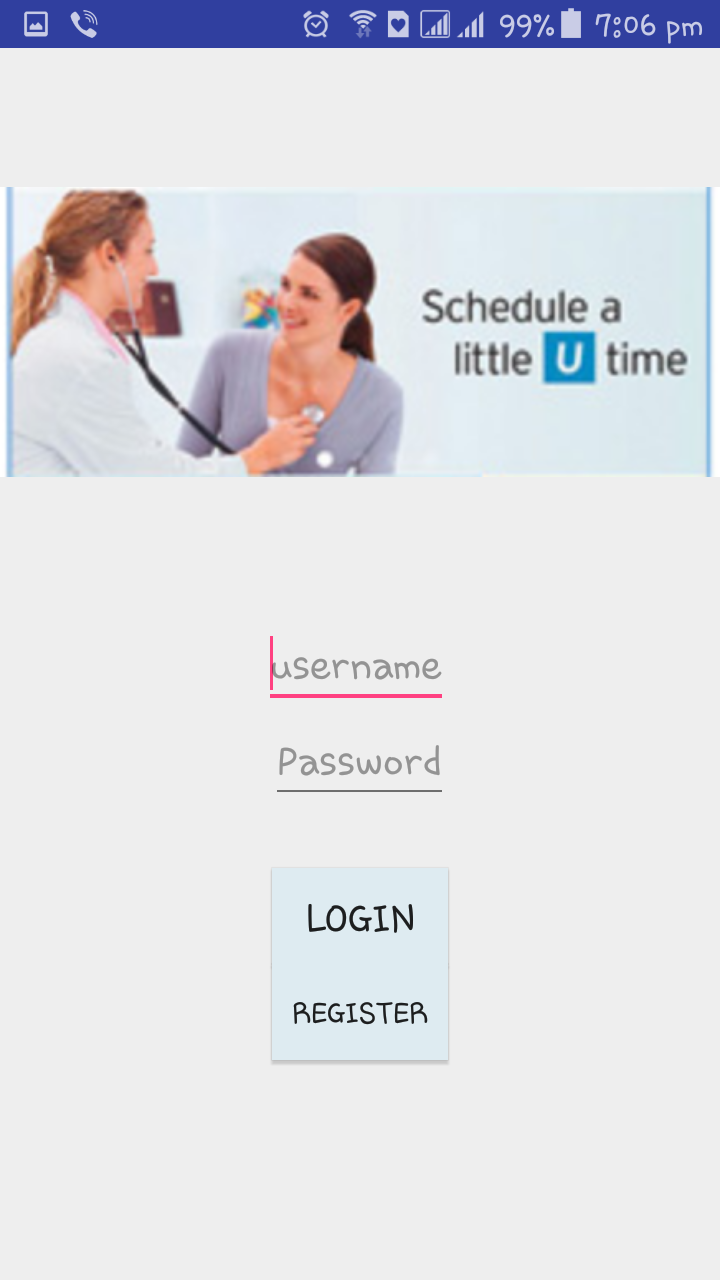 99% 7:06 pm
Schedule a
little U time
username
Password
LOGIN
REGISTER